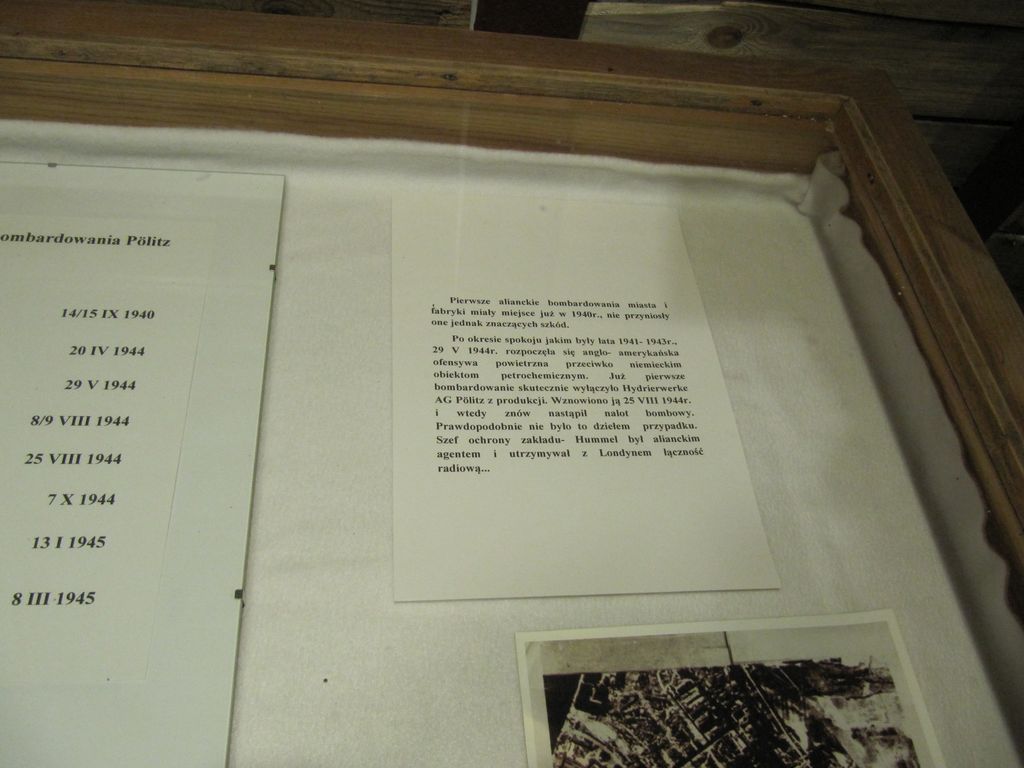 ombardowania Pölitz
14/15 IX 1940
20 IV 1944
29 V 1944
8/9 VIII 1944
25 VIII 1944
7 X 1944
13 I 1945
8 III 1945
Pierwsze alianckie bombardowania miasta i
fabryki miały miejsce już w 1940r., nie przyniosły
one jednak znaczących szkód.
Po okresie spokoju jakim były lata 1941- 1943r.,
29 V 1944r. rozpoczęła się anglo- amerykańska
ofensywa powietrzna przeciwko niemieckim
obiektom petrochemicznym. Już pierwsze
bombardowanie skutecznie wyłączyło Hydrierwerke
AG Pölitz z produkcji. Wznowiono ją 25 VIII 1944r.
i wtedy znów nastąpił nalot bombowy.
Prawdopodobnie nie było to dziełem przypadku.
Szef ochrony zakładu- Hummel był alianckim
agentem i utrzymywał z Londynem łączność
radiową...